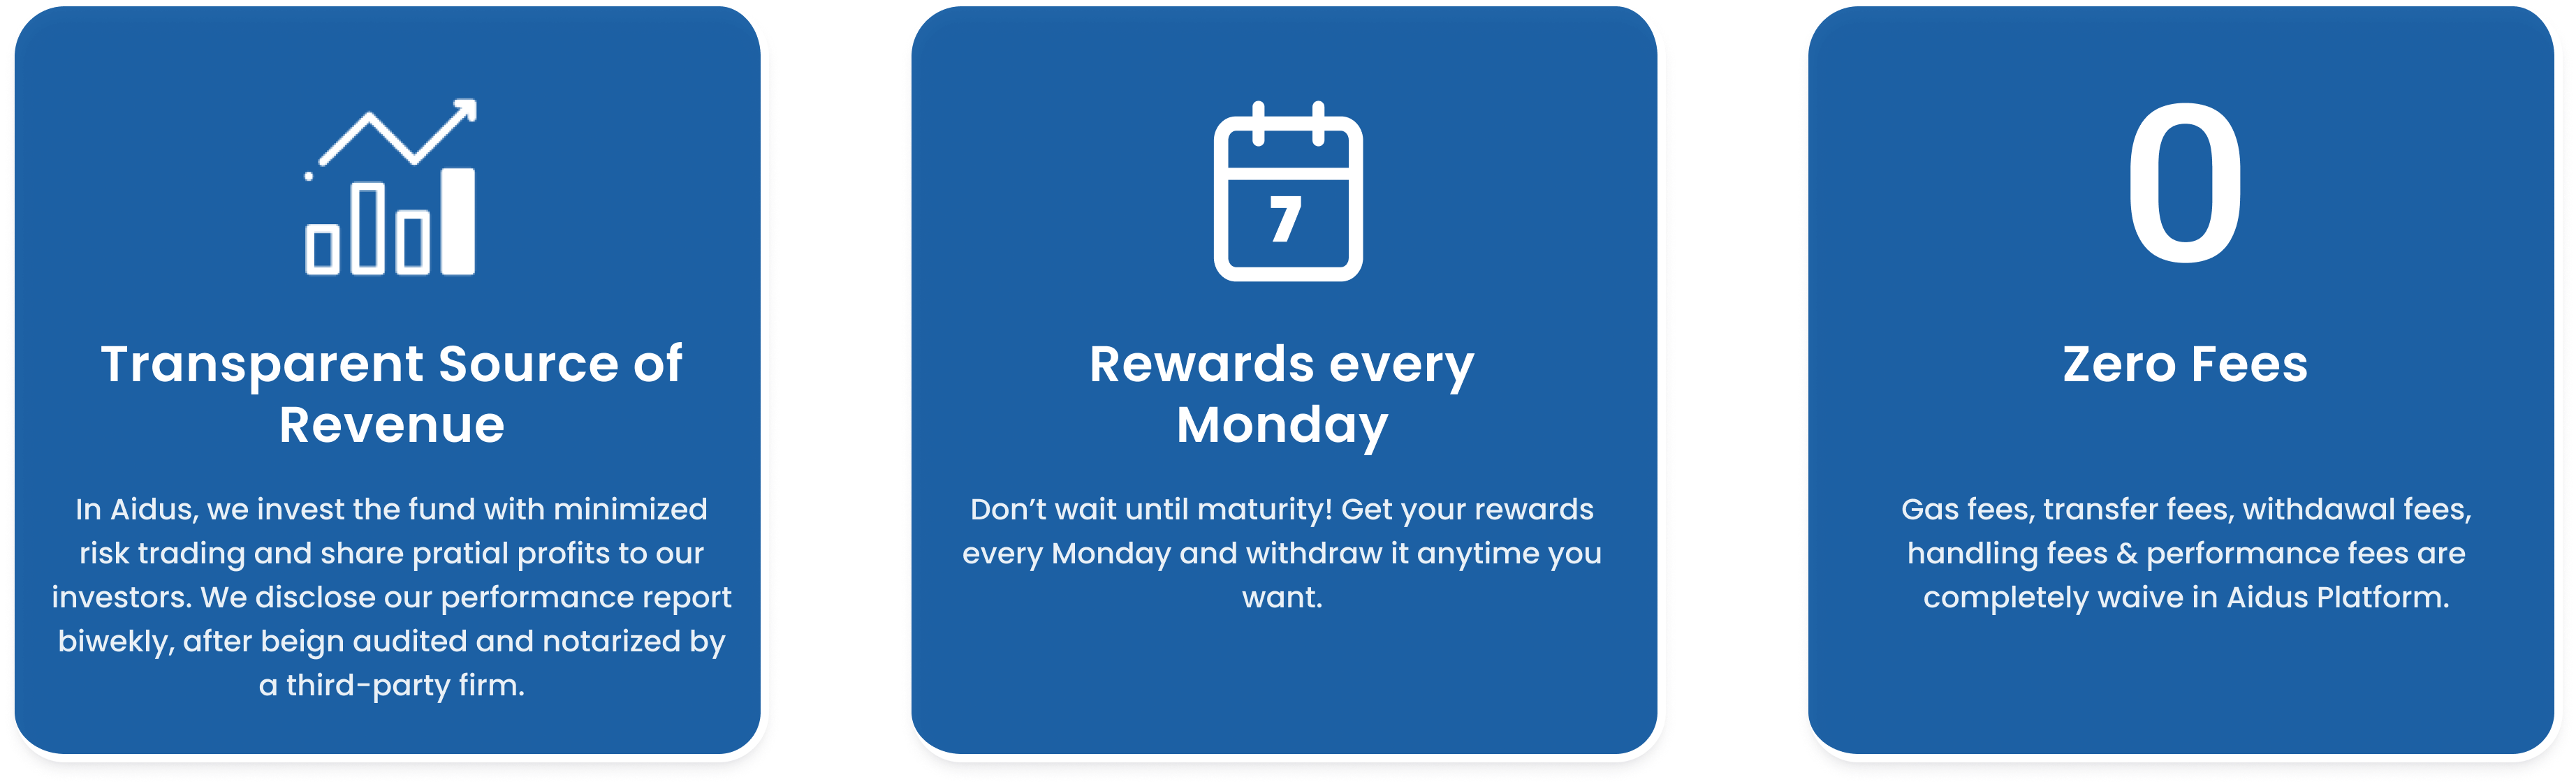 Transparent Source of
Revenue
In Aidus, we invest the fund with minimized
risk trading and share pratial profits to our
investors. We disclose our performance report
biwekly, after beign audited and notarized by
a third-party firm.
7
Rewards every
Monday
Don’t wait until maturity! Get your rewards
every Monday and withdraw it anytime you
want.
0
Zero Fees
Gas fees, transfer fees, withdawal fees,
handling fees & performance fees are
completely waive in Aidus Platform.